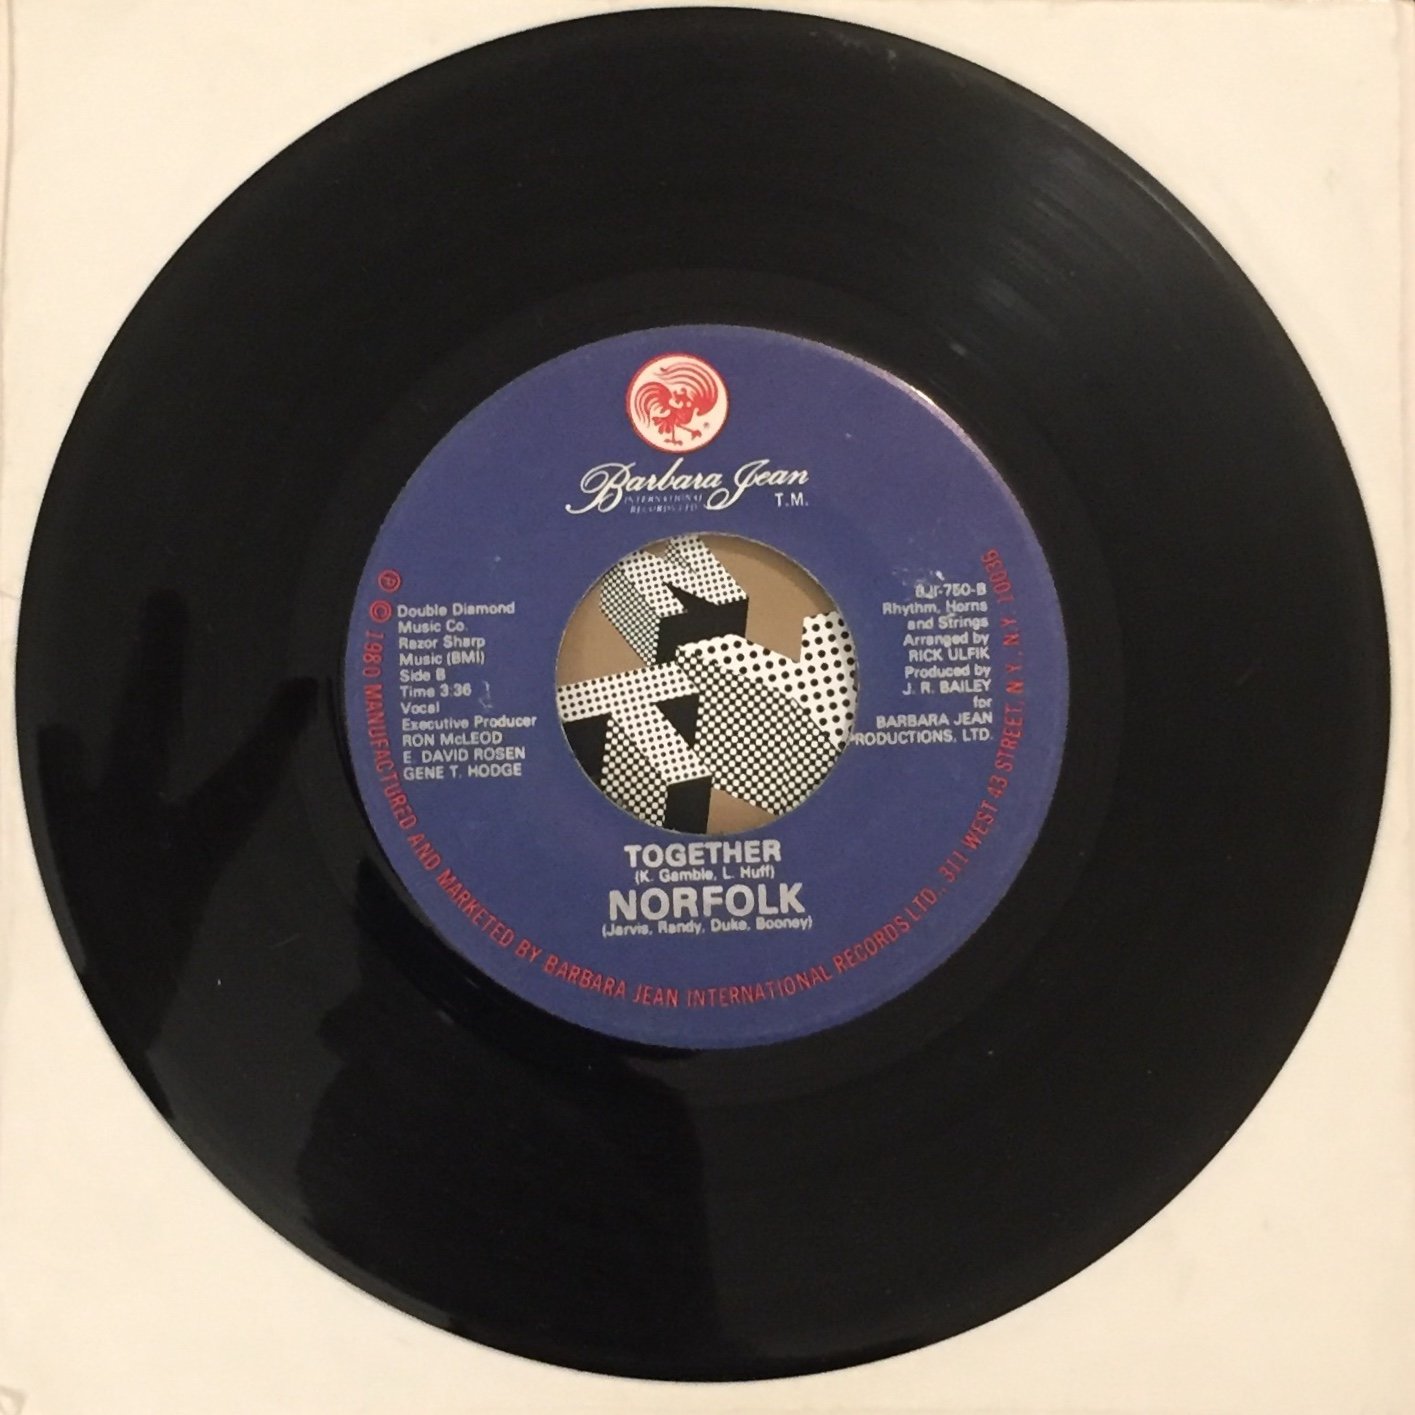 Barbara Jean
INTERNATIONAL
RECORDS LTD
T.M.
Double Diamond
Music Co.
Razor Sharp
Music (BMI)
Side B
Time 3:36
Vocal
Executive Producer
RON McLEOD
E. DAVID ROSEN
GENE T. HODGE
BJI-750-B
Rhythm, Horns
and Strings
Arranged by
RICK ULFIK
Produced by
J. R. BAILEY
for
BARBARA JEAN
PRODUCTIONS, LTD.
TOGETHER
(K. Gamble, L. Huff)
NORFOLK
(Jarvis, Randy, Duke, Booney)
℗ © 1980 MANUFACTURED AND MARKETED BY BARBARA JEAN INTERNATIONAL RECORDS LTD., 311 WEST 43 STREET, N.Y., N.Y. 10036